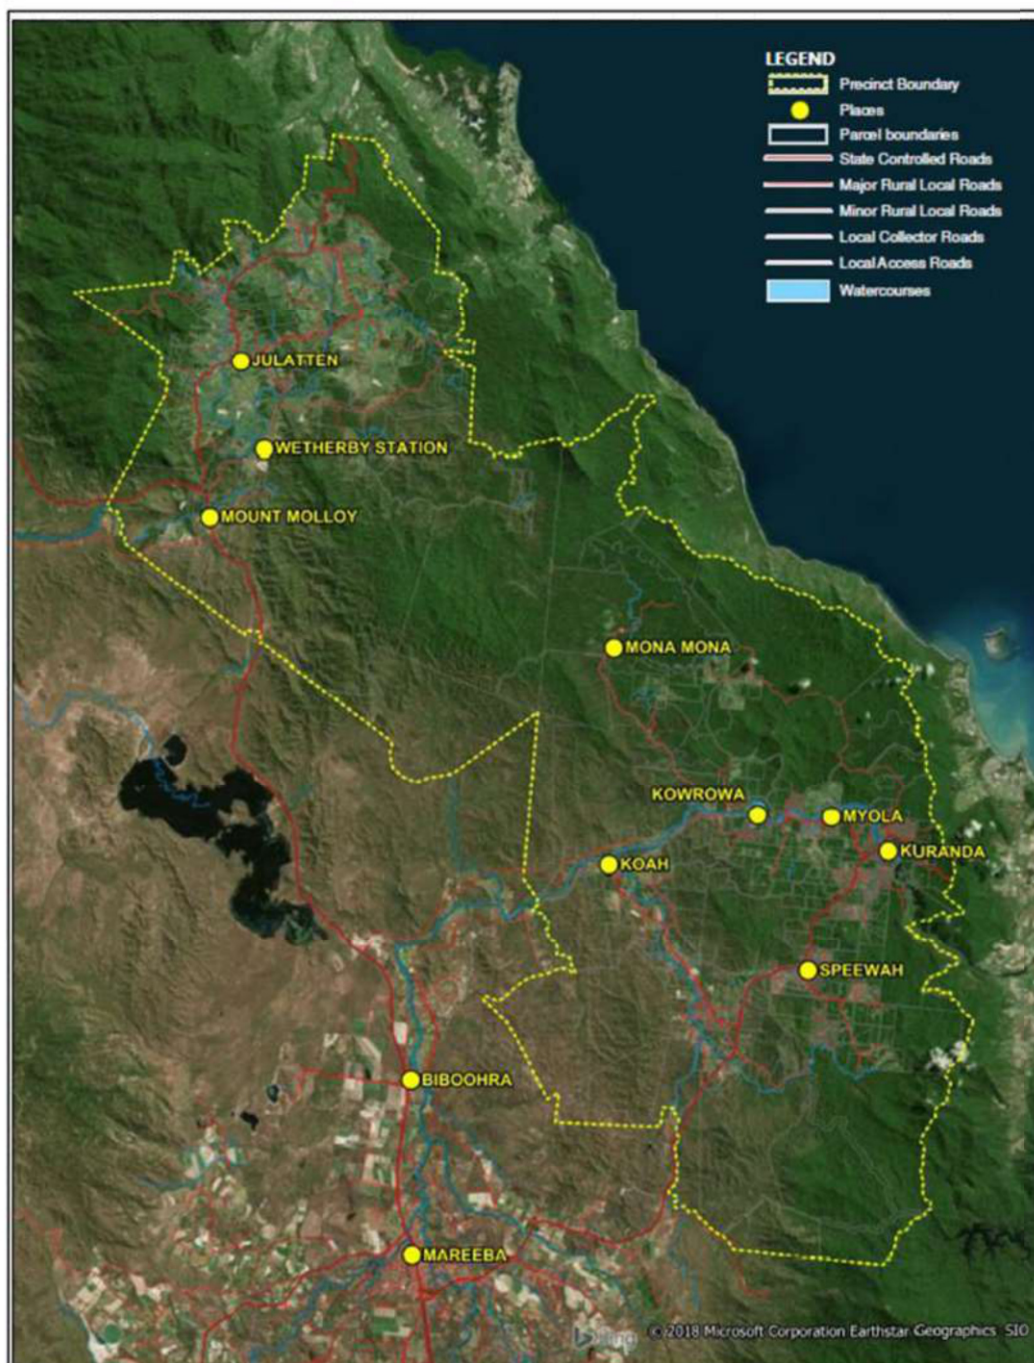 LEGEND
Precinct Boundary
Places
Parcel boundaries
State Controlled Roads
Major Rural Local Roads
Minor Rural Local Roads
Local Collector Roads
Local Access Roads
Watercourses
JULATTEN
WETHERBY STATION
MOUNT MOLLOY
MONA MONA
KOWROWA
MYOLA
KURANDA
KOAH
SPEEWAH
BIBOOHRA
MAREEBA
© 2018 Microsoft Corporation Earthstar Geographics SIO